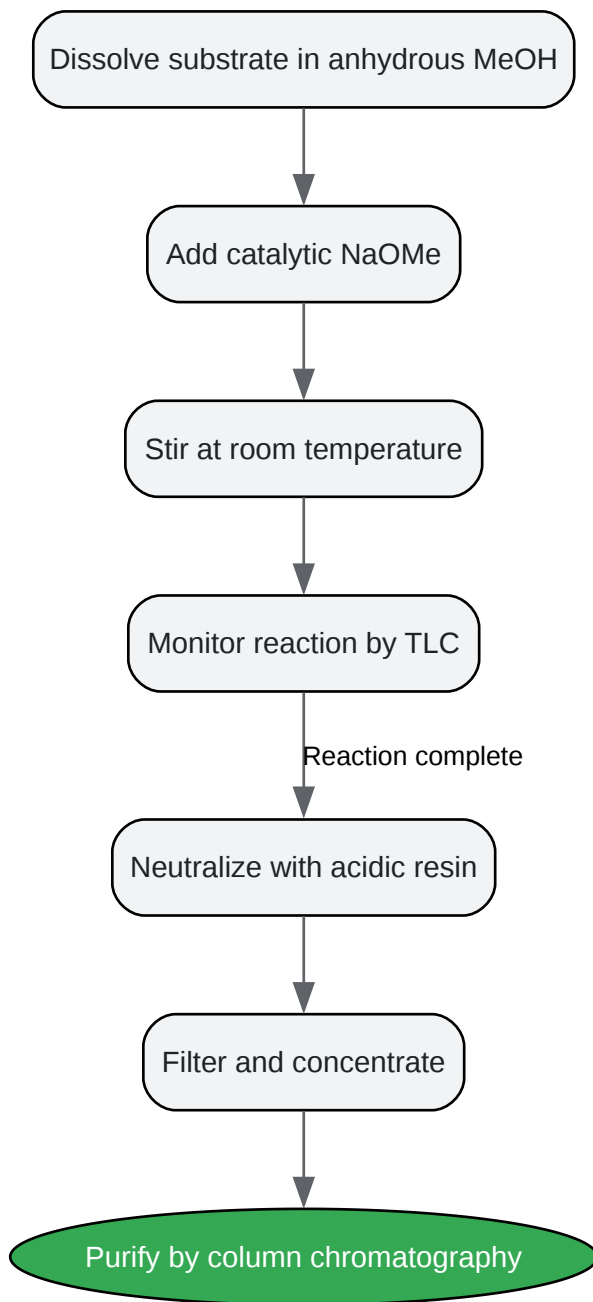 Dissolve substrate in anhydrous MeOH
Add catalytic NaOMe
Stir at room temperature
Monitor reaction by TLC
Reaction complete
Neutralize with acidic resin
Filter and concentrate
Purify by column chromatography